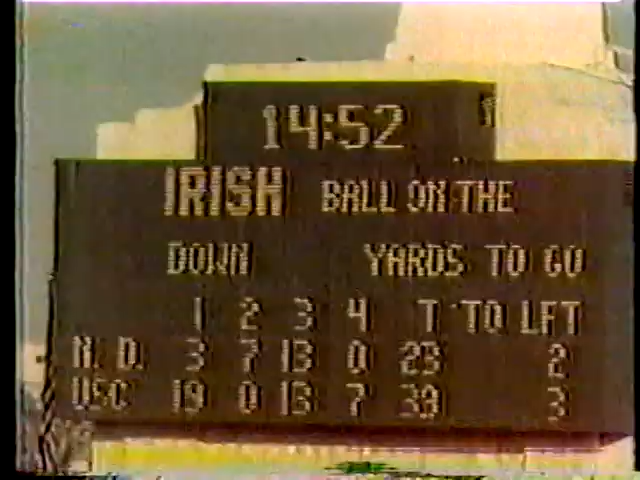 14:52
IRISH BALL ON THE
DOWN YARDS TO GO
1 2 3 4 T TO LFT
N. D. 3 7 13 0 23 2
USC 19 0 13 7 39 3